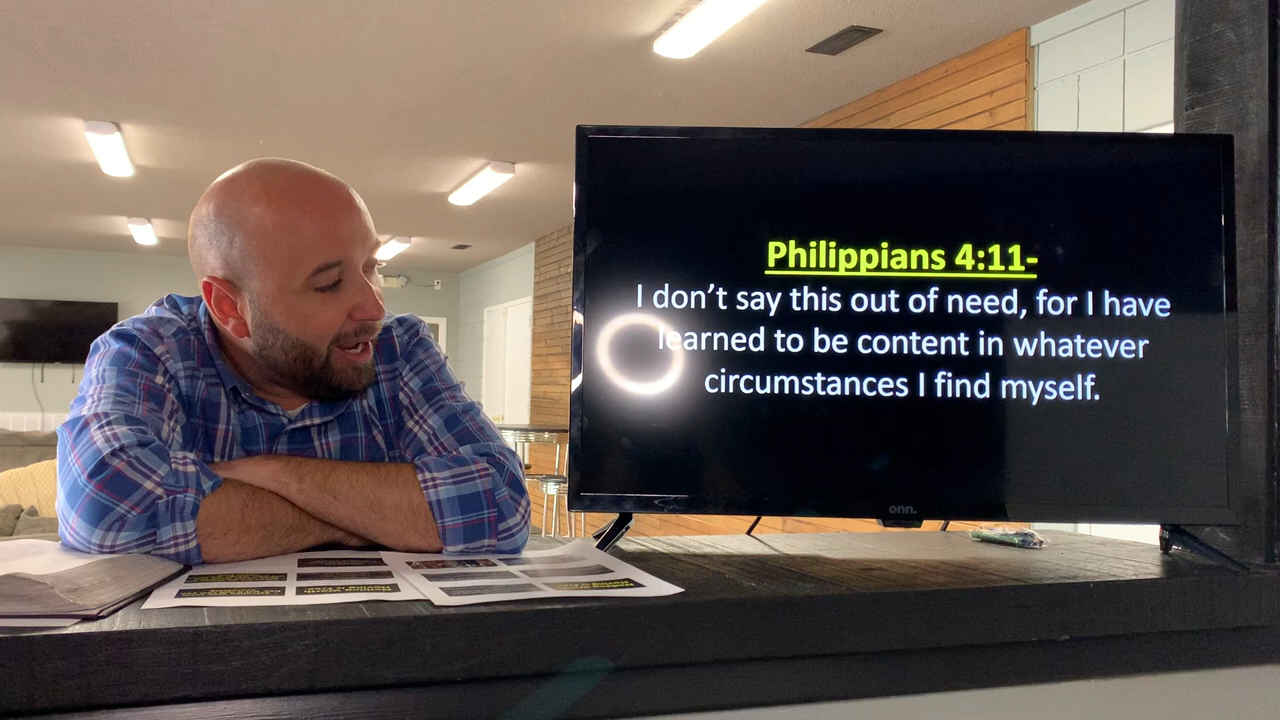 Philippians 4:11-
I don't say this out of need, for I have
learned to be content in whatever
circumstances I find myself.
onn.